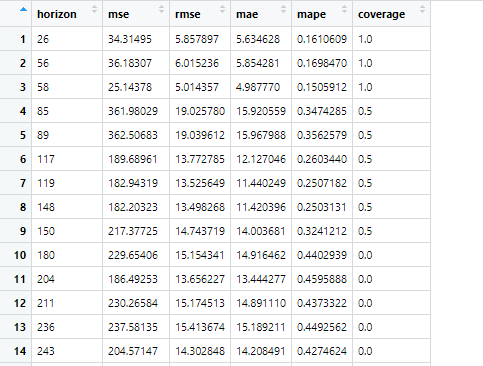 horizon mse rmse mae mape coverage
1 26 34.31495 5.857897 5.634628 0.1610609 1.0
2 56 36.18307 6.015236 5.854281 0.1698470 1.0
3 58 25.14378 5.014357 4.987770 0.1505912 1.0
4 85 361.98029 19.025780 15.920559 0.3474285 0.5
5 89 362.50683 19.039612 15.967988 0.3562579 0.5
6 117 189.68961 13.772785 12.127046 0.2603440 0.5
7 119 182.94319 13.525649 11.440249 0.2507182 0.5
8 148 182.20323 13.498268 11.420396 0.2503131 0.5
9 150 217.37725 14.743719 14.003681 0.3241212 0.5
10 180 229.65406 15.154341 14.916462 0.4402939 0.0
11 204 186.49253 13.656227 13.444277 0.4595888 0.0
12 211 230.26584 15.174513 14.891110 0.4373322 0.0
13 236 237.58135 15.413674 15.189211 0.4492562 0.0
14 243 204.57147 14.302848 14.208491 0.4274624 0.0